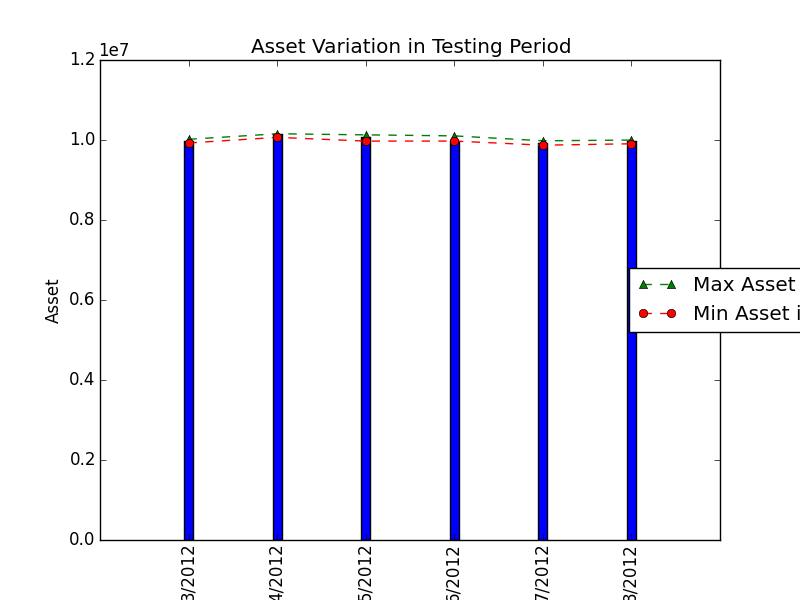 Asset Variation in Testing Period
1e7
1.2
1.0
0.8
0.6
0.4
0.2
0.0
Asset
Max Asset
Min Asset i
3/2012
4/2012
5/2012
6/2012
7/2012
8/2012